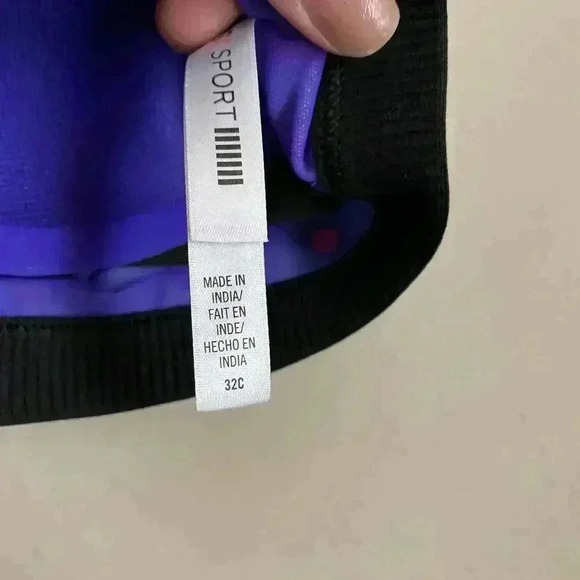 SPORT
MADE IN
INDIA/
FAIT EN
INDE/
HECHO EN
INDIA
32C